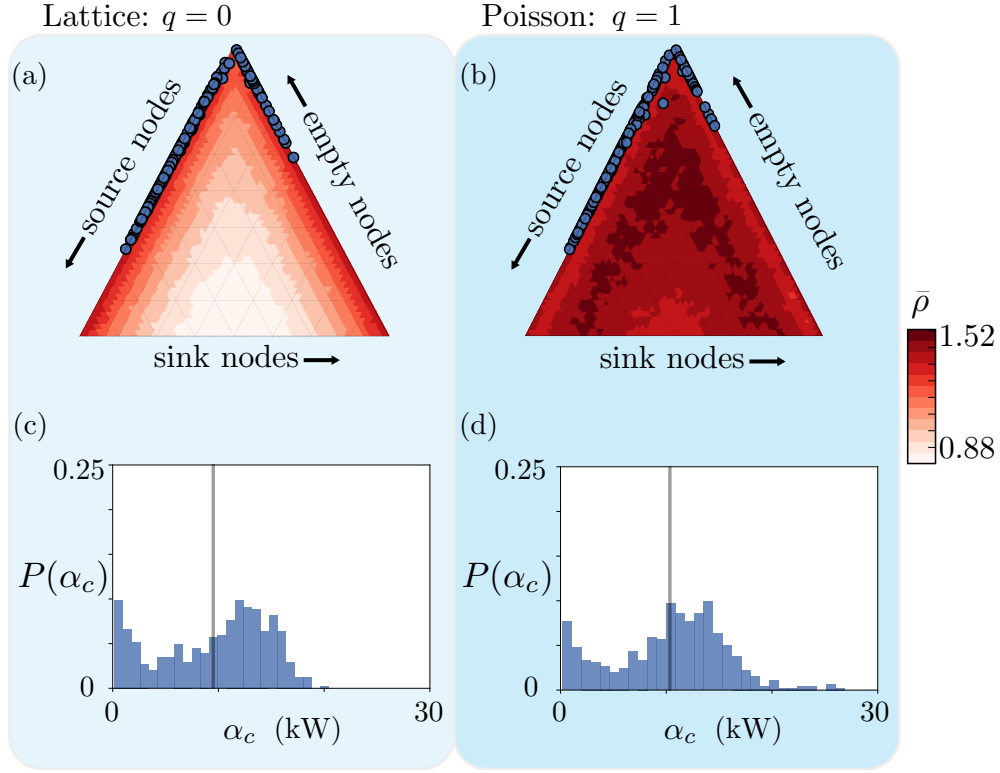 Lattice: q = 0
Poisson: q = 1
(a)
source nodes
empty nodes
sink nodes
(b)
source nodes
empty nodes
sink nodes
ρ̄
1.52
0.88
(c)
0.25
P(α_c)
0
0
α_c (kW)
30
(d)
0.25
P(α_c)
0
0
α_c (kW)
30